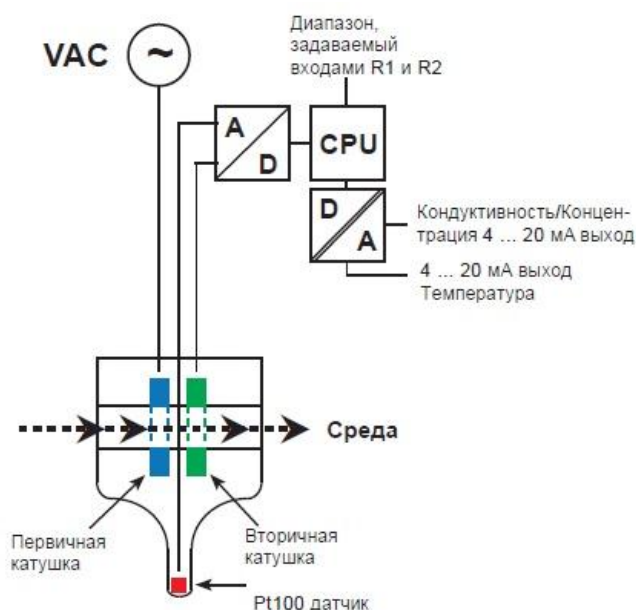 Диапазон,
задаваемый
входами R1 и R2
VAC
~
A
D
CPU
D
A
Кондуктивность/Концен-
трация 4 ... 20 мА выход
4 ... 20 мА выход
Температура
Среда
Первичная
катушка
Вторичная
катушка
Pt100 датчик